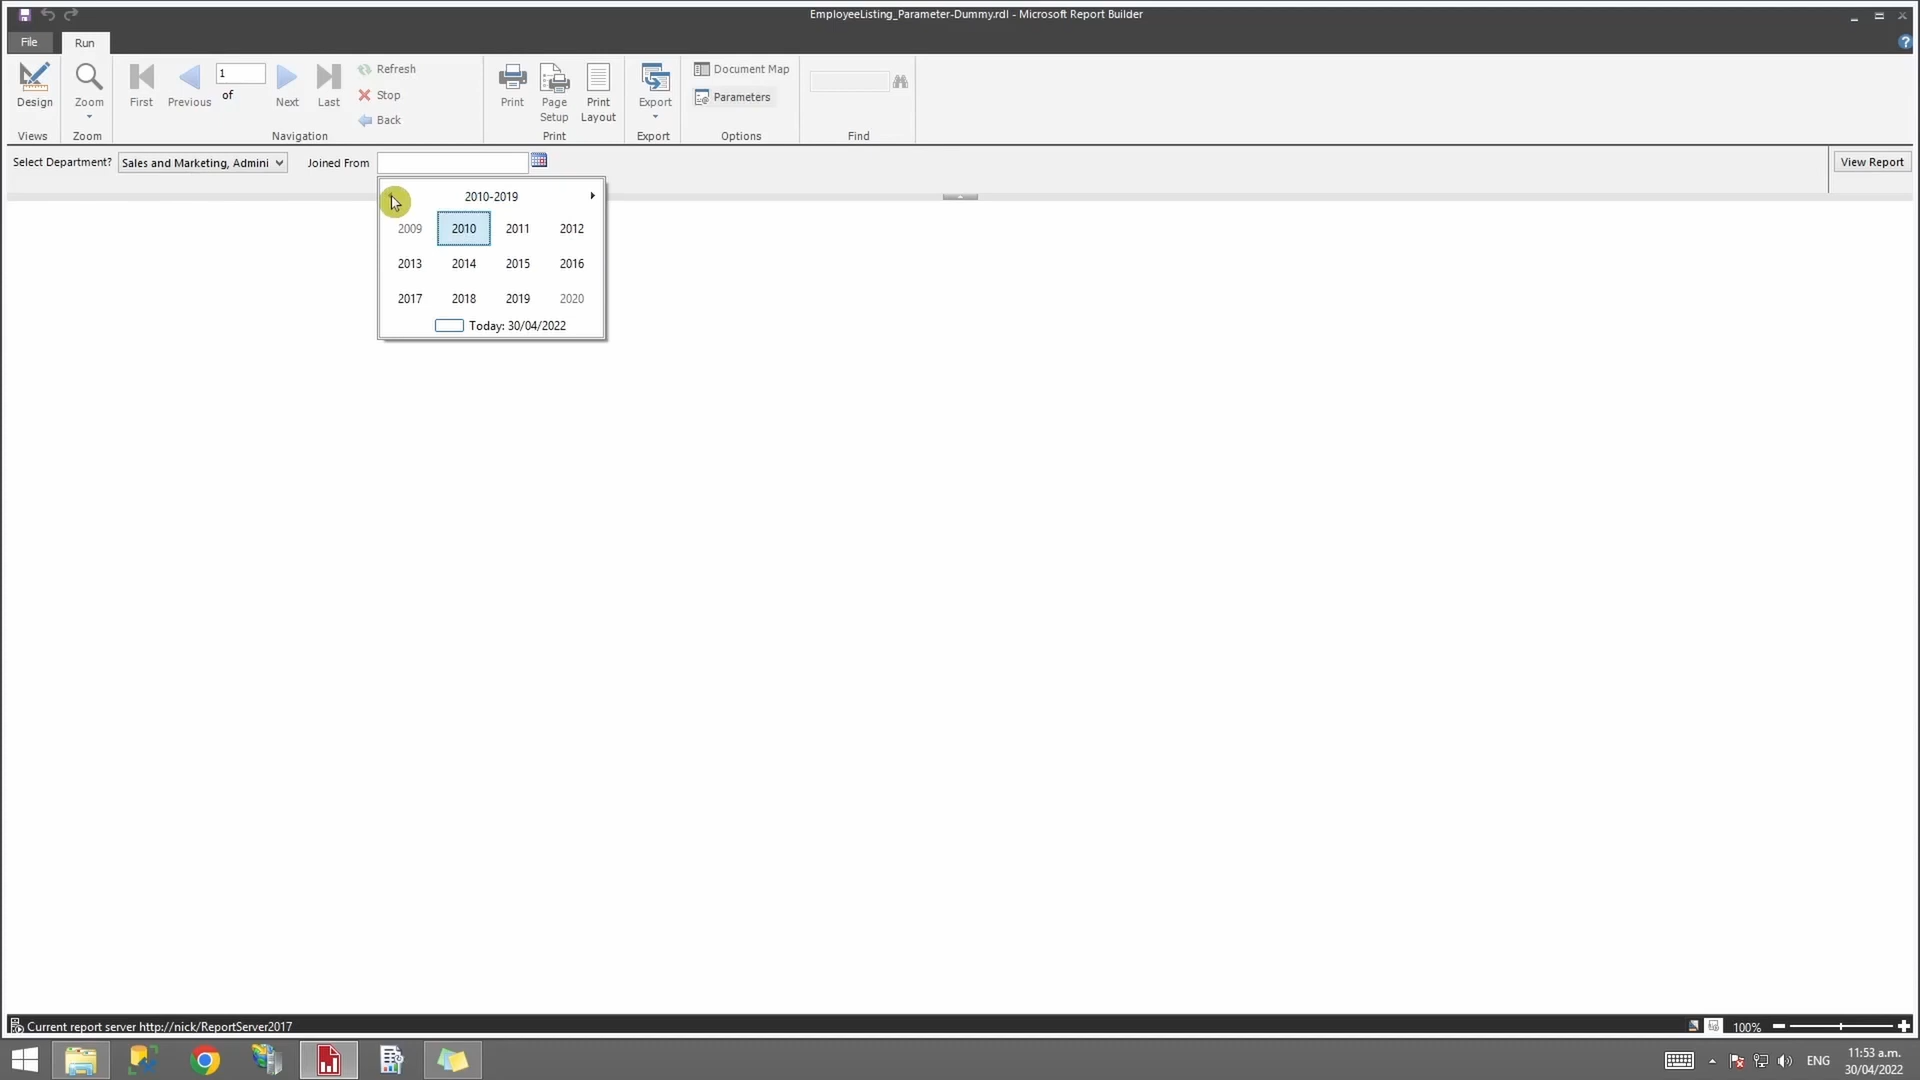 EmployeeListing_Parameter-Dummy.rdl - Microsoft Report Builder
File
Run
Design
Zoom
First
Previous
1
of
Next
Last
Refresh
Stop
Back
Print
Page
Setup
Print
Layout
Export
Document Map
Parameters
Views
Zoom
Navigation
Print
Export
Options
Find
Select Department?
Sales and Marketing, Admini
Joined From
View Report
2010-2019
2009 2010 2011 2012
2013 2014 2015 2016
2017 2018 2019 2020
Today: 30/04/2022
Current report server http://nick/ReportServer2017
100%
ENG
11:53 a.m.
30/04/2022